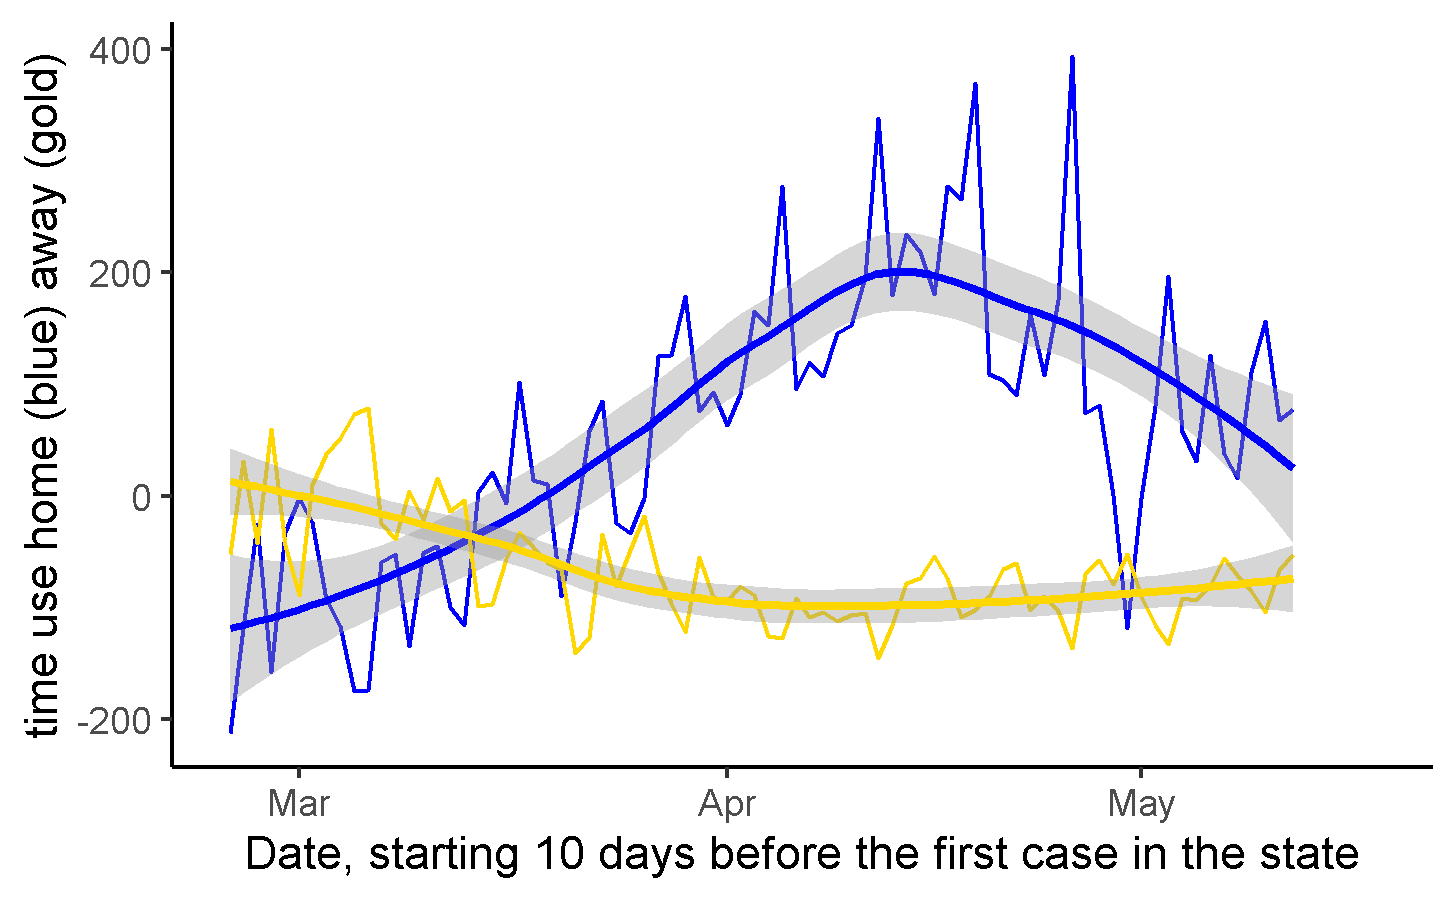 time use home (blue) away (gold)
400
200
0
-200
Mar Apr May
Date, starting 10 days before the first case in the state